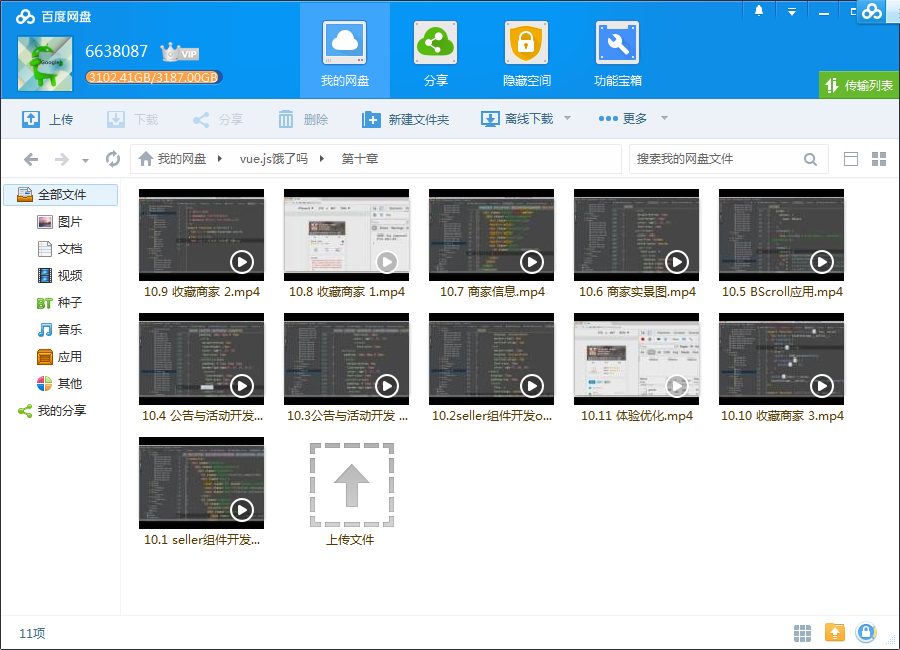 百度网盘
6638087 VIP
3102.41GB/3187.00GB
我的网盘
分享
隐藏空间
功能宝箱
传输列表
上传 下载 分享 删除 新建文件夹 离线下载 更多
我的网盘 vue.js饿了吗 第十章
搜索我的网盘文件
全部文件
图片
文档
视频
BT 种子
音乐
应用
其他
我的分享
10.9 收藏商家 2.mp4
10.8 收藏商家 1.mp4
10.7 商家信息.mp4
10.6 商家实景图.mp4
10.5 BScroll应用.mp4
10.4 公告与活动开发...
10.3公告与活动开发 ...
10.2seller组件开发o...
10.11 体验优化.mp4
10.10 收藏商家 3.mp4
10.1 seller组件开发...
上传文件
11项